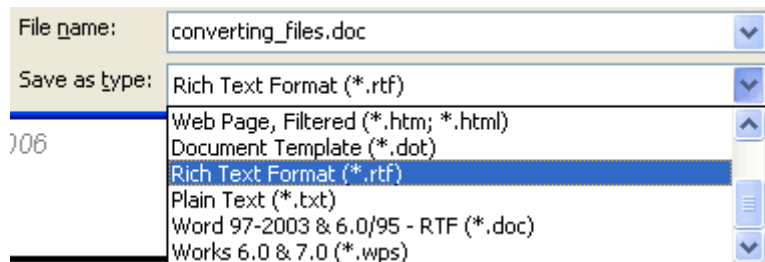 File name: converting_files.doc
Save as type: Rich Text Format (*.rtf)
Web Page, Filtered (*.htm; *.html)
006
Document Template (*.dot)
Rich Text Format (*.rtf)
Plain Text (*.txt)
Word 97-2003 & 6.0/95 - RTF (*.doc)
Works 6.0 & 7.0 (*.wps)